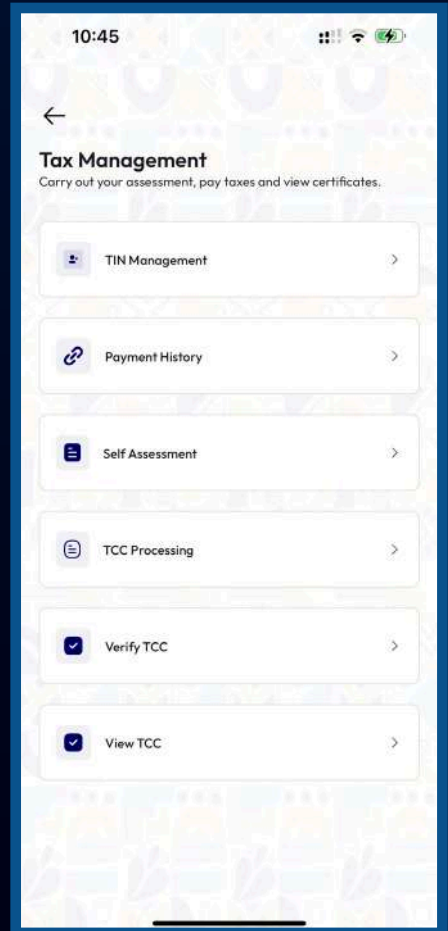 10:45
Tax Management
Carry out your assessment, pay taxes and view certificates.
TIN Management
Payment History
Self Assessment
TCC Processing
Verify TCC
View TCC